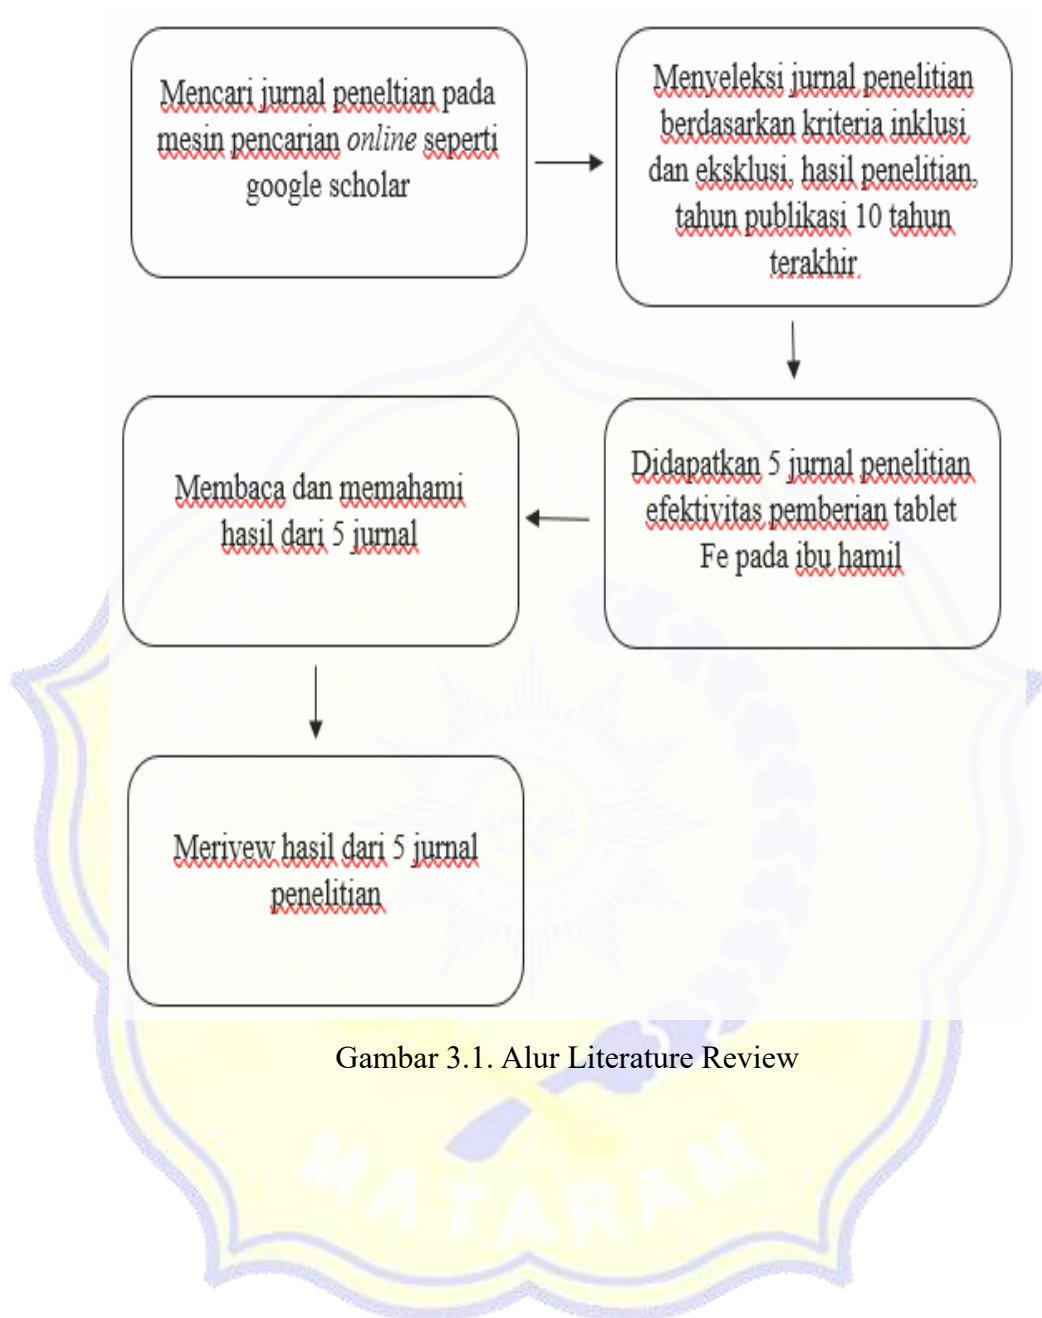 Mencari jurnal peneltian pada
mesin pencarian online seperti
google scholar
Menyeleksi jurnal penelitian
berdasarkan kriteria inklusi
dan eksklusi, hasil penelitian,
tahun publikasi 10 tahun
terakhir.
Didapatkan 5 jurnal penelitian
efektivitas pemberian tablet
Fe pada ibu hamil
Membaca dan memahami
hasil dari 5 jurnal
Merivew hasil dari 5 jurnal
penelitian
Gambar 3.1. Alur Literature Review
MATARAM